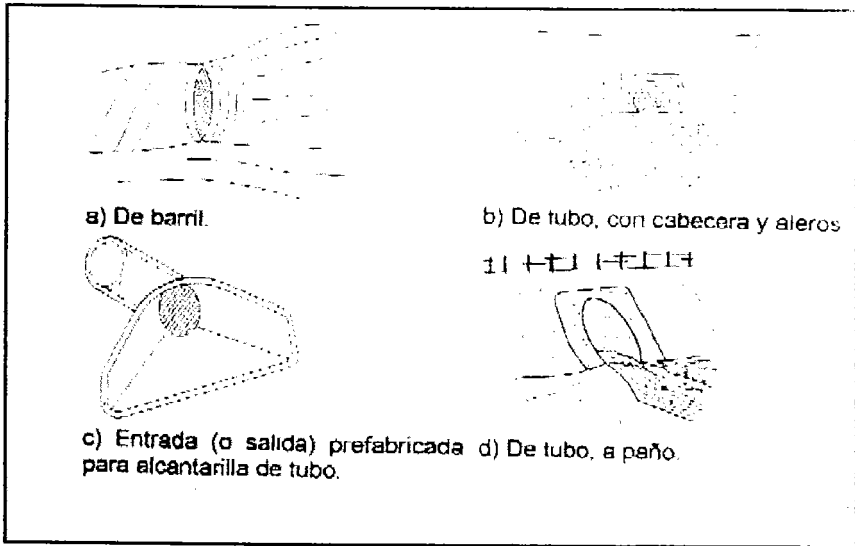 a) De barril.
b) De tubo, con cabecera y aleros
c) Entrada (o salida) prefabricada
para alcantarilla de tubo.
d) De tubo, a paño.